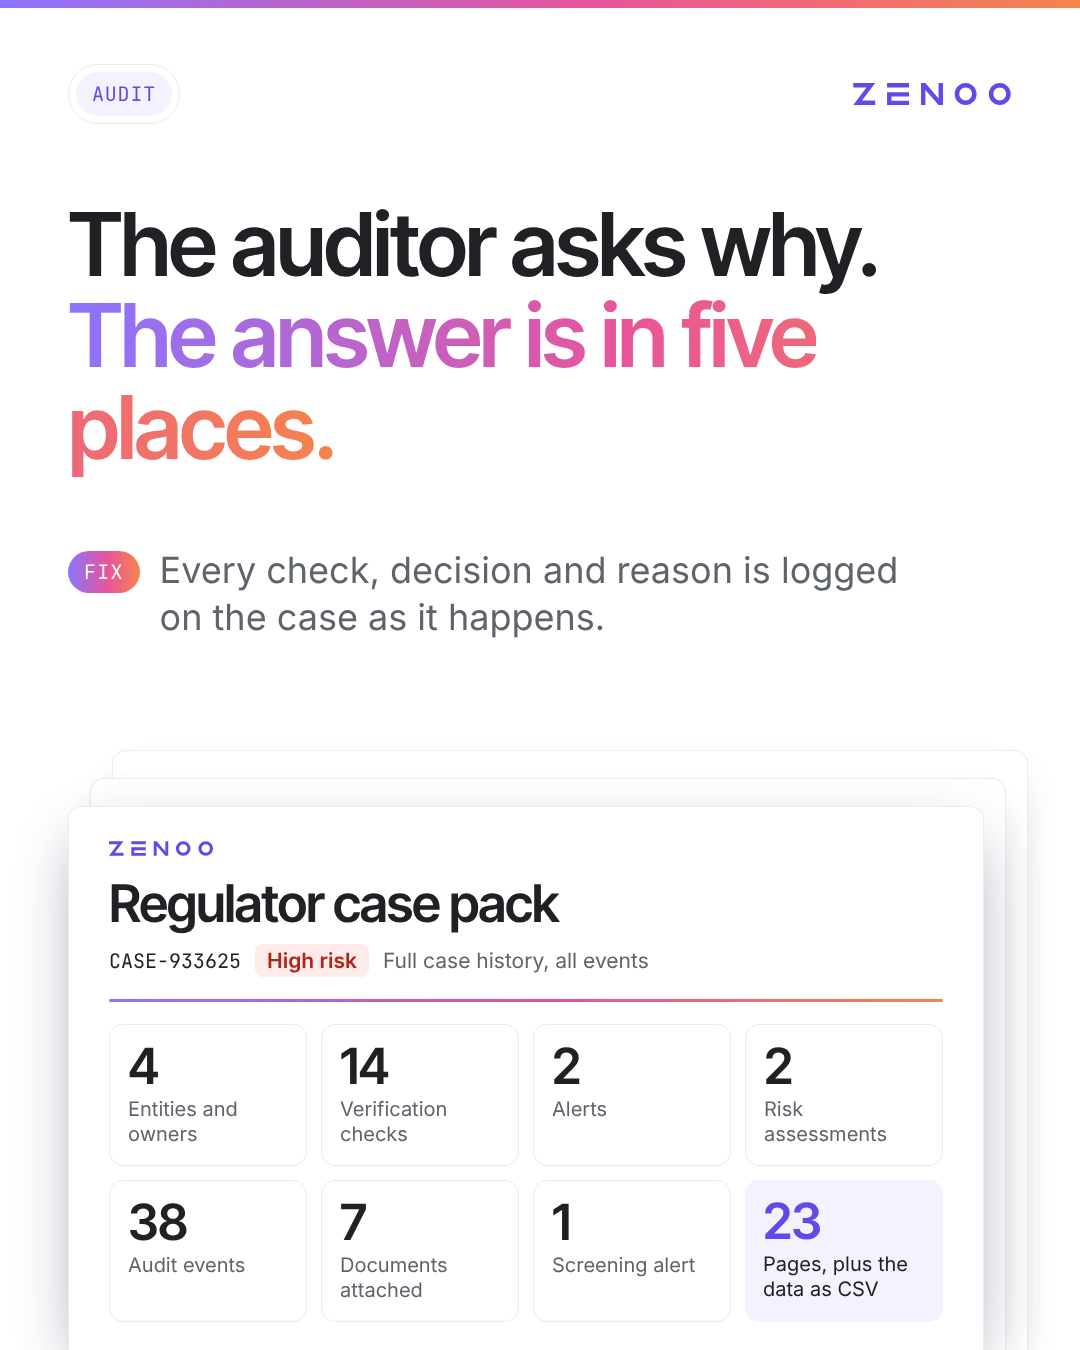 AUDIT
ZENOO
The auditor asks why.
The answer is in five
places.
FIX
Every check, decision and reason is logged
on the case as it happens.
ZENOO
Regulator case pack
CASE-933625
High risk
Full case history, all events
4
Entities and
owners
14
Verification
checks
2
Alerts
2
Risk
assessments
38
Audit events
7
Documents
attached
1
Screening alert
23
Pages, plus the
data as CSV